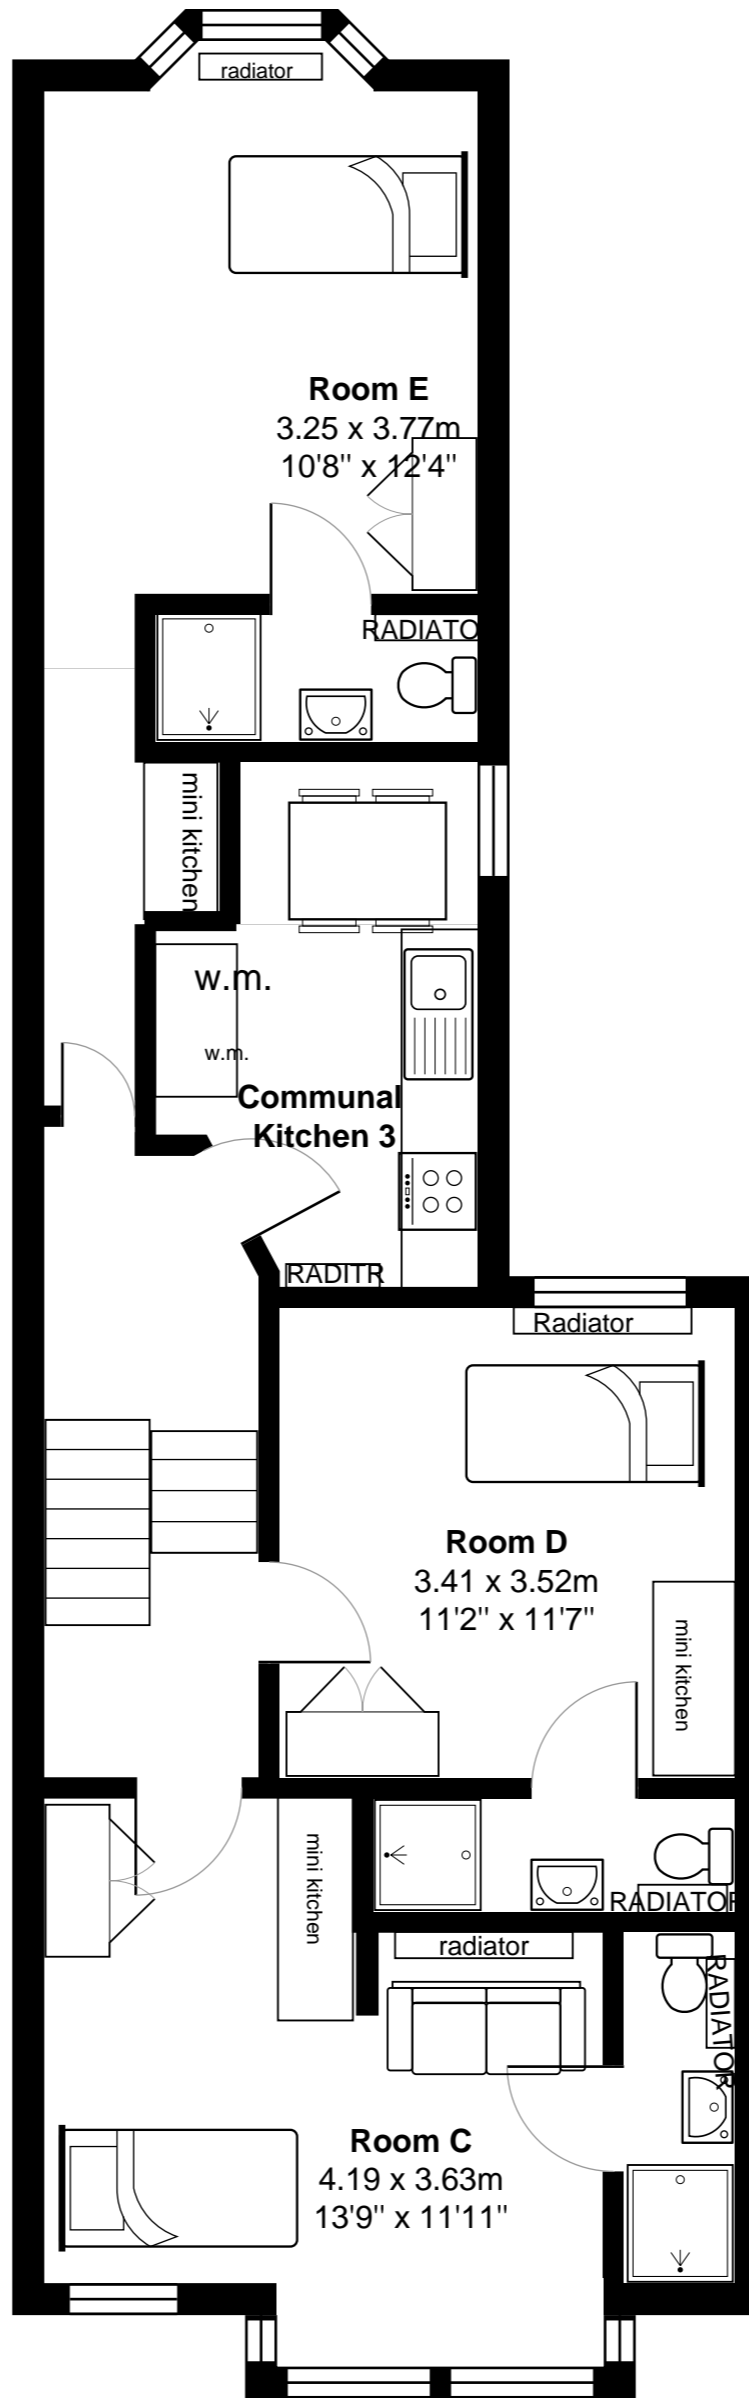 radiator
Room E
3.25 x 3.77m
10'8" x 12'4"
RADIATO
mini kitchen
w.m.
w.m.
Communal
Kitchen 3
RADITR
Radiator
Room D
3.41 x 3.52m
11'2" x 11'7"
mini kitchen
mini kitchen
RADIATOR
radiator
RADIATOR
Room C
4.19 x 3.63m
13'9" x 11'11"